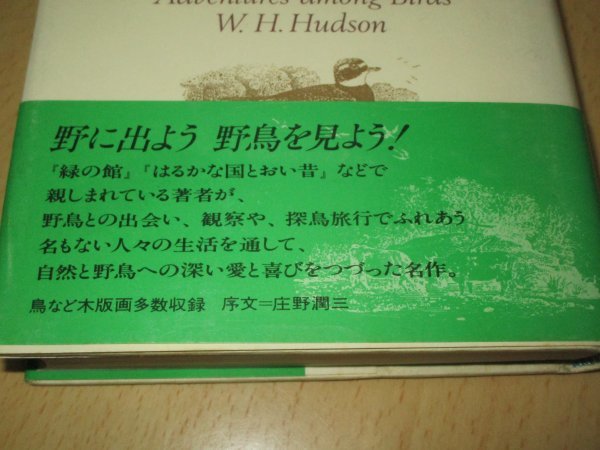 Adventures among Birds
W. H. Hudson
野に出よう 野鳥を見よう!
『緑の館』『はるかな国とおい昔』などで
親しまれている著者が、
野鳥との出会い、観察や、探鳥旅行でふれあう
名もない人々の生活を通して、
自然と野鳥への深い愛と喜びをつづった名作。
鳥など木版画多数収録 序文=庄野潤三